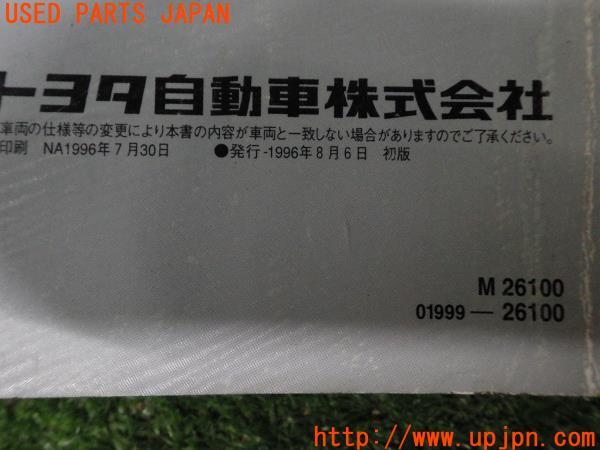 USED PARTS JAPAN
トヨタ自動車株式会社
車両の仕様等の変更により本書の内容が車両と一致しない場合がありますのでご了承ください。
印刷 NA1996年7月30日 ●発行-1996年8月6日 初版
M 26100
01999—26100
UPJ
http://www.upjpn.com/